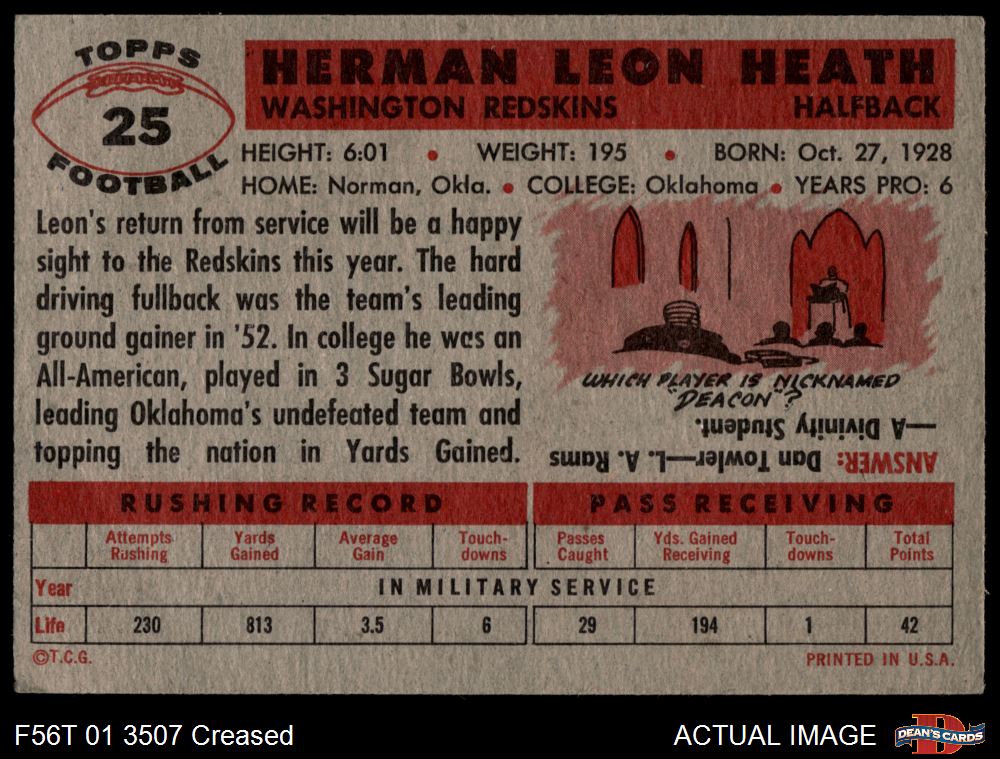 TOPPS
25
FOOTBALL
HERMAN LEON HEATH
WASHINGTON REDSKINS HALFBACK
HEIGHT: 6:01 • WEIGHT: 195 • BORN: Oct. 27, 1928
HOME: Norman, Okla. • COLLEGE: Oklahoma • YEARS PRO: 6
Leon's return from service will be a happy
sight to the Redskins this year. The hard
driving fullback was the team's leading
ground gainer in '52. In college he was an
All-American, played in 3 Sugar Bowls,
leading Oklahoma's undefeated team and
topping the nation in Yards Gained.
WHICH PLAYER IS NICKNAMED
"DEACON"?
ANSWER: Dan Towler—L. A. Rams
—A Divinity Student.
RUSHING RECORD PASS RECEIVING
Attempts Rushing Yards Gained Average Gain Touch-downs Passes Caught Yds. Gained Receiving Touch-downs Total Points
Year IN MILITARY SERVICE
Life 230 813 3.5 6 29 194 1 42
©T.C.G. PRINTED IN U.S.A.
F56T 01 3507 Creased ACTUAL IMAGE D DEAN'S CARDS